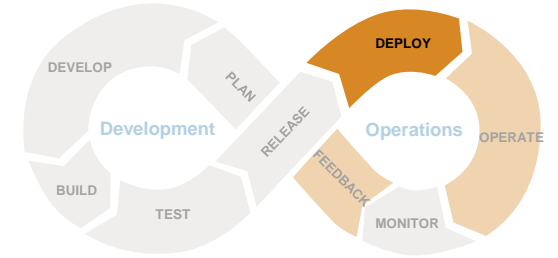 DEPLOY
DEVELOP
PLAN
RELEASE
Development
Operations
OPERATE
FEEDBACK
BUILD
TEST
MONITOR